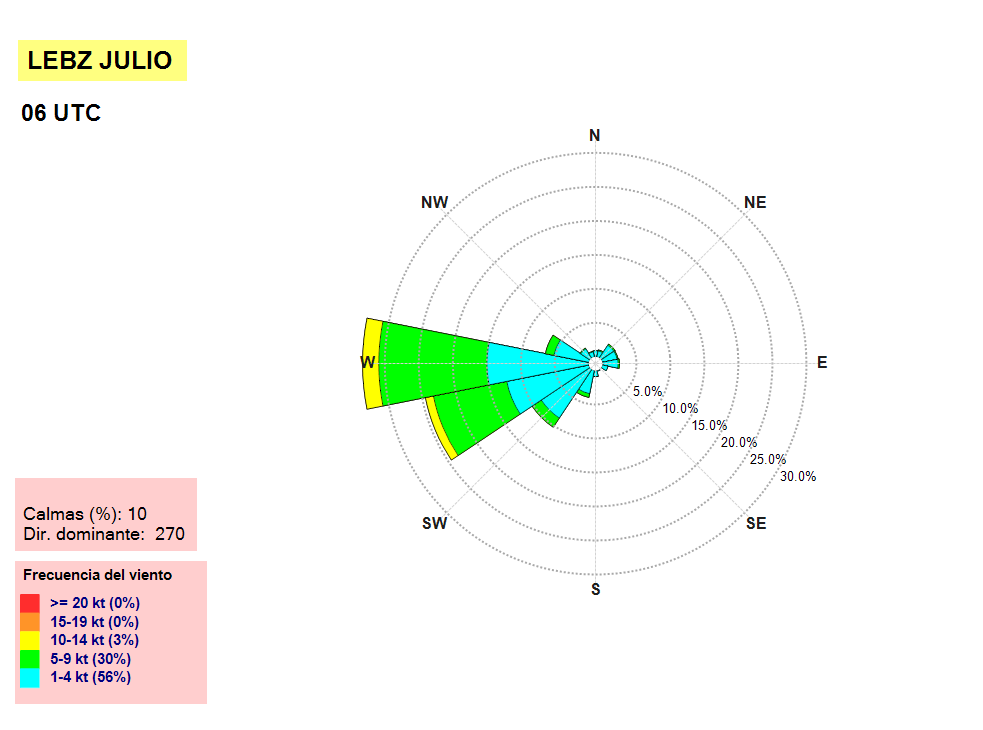 LEBZ JULIO
06 UTC
N
NW
NE
W
E
5.0%
10.0%
15.0%
20.0%
25.0%
30.0%
SW
SE
S
Calmas (%): 10
Dir. dominante: 270
Frecuencia del viento
>= 20 kt (0%)
15-19 kt (0%)
10-14 kt (3%)
5-9 kt (30%)
1-4 kt (56%)